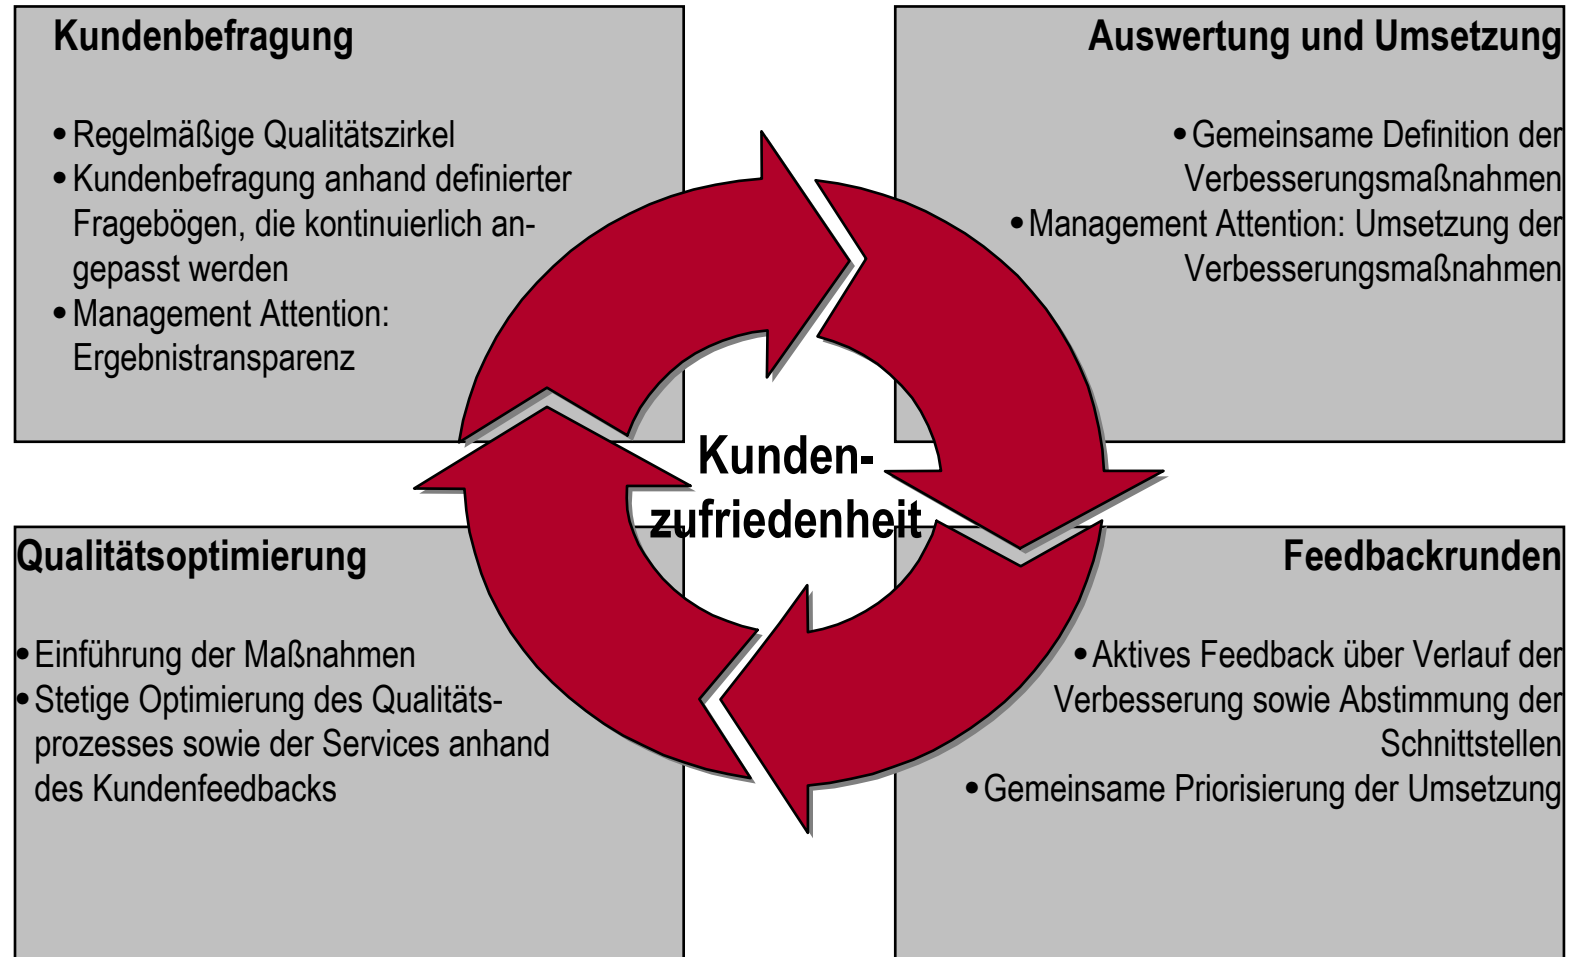 Kundenbefragung
• Regelmäßige Qualitätszirkel
• Kundenbefragung anhand definierter
Fragebögen, die kontinuierlich an-
gepasst werden
• Management Attention:
Ergebnistransparenz
Auswertung und Umsetzung
• Gemeinsame Definition der
Verbesserungsmaßnahmen
• Management Attention: Umsetzung der
Verbesserungsmaßnahmen
Kunden-
zufriedenheit
Qualitätsoptimierung
• Einführung der Maßnahmen
• Stetige Optimierung des Qualitäts-
prozesses sowie der Services anhand
des Kundenfeedbacks
Feedbackrunden
• Aktives Feedback über Verlauf der
Verbesserung sowie Abstimmung der
Schnittstellen
• Gemeinsame Priorisierung der Umsetzung